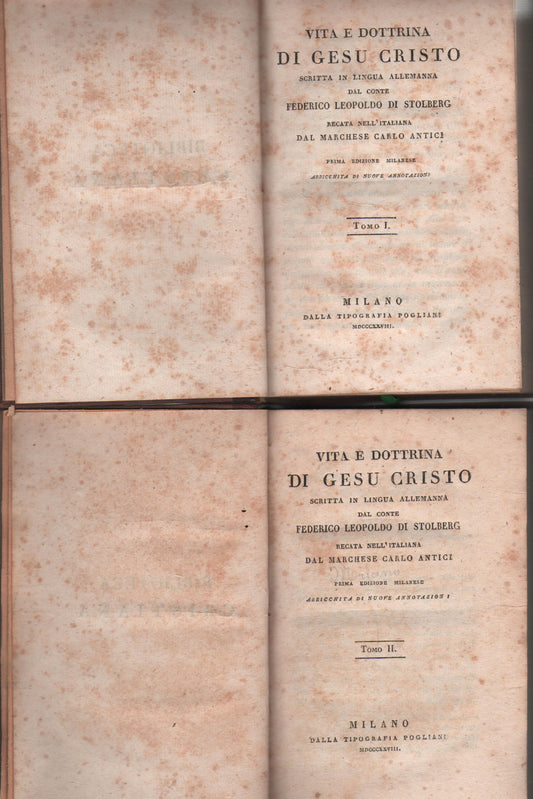 VITA E DOTTRINA
DI GESU CRISTO
SCRITTA IN LINGUA ALLEMANNA
DAL CONTE
FEDERICO LEOPOLDO DI STOLBERG
RECATA NELL'ITALIANA
DAL MARCHESE CARLO ANTICI
PRIMA EDIZIONE MILANESE
ARRICCHITA DI NUOVE ANNOTAZIONI
TOMO I.
MILANO
DALLA TIPOGRAFIA POGLIANI
MDCCCXXVIII.
VITA E DOTTRINA
DI GESU CRISTO
SCRITTA IN LINGUA ALLEMANNA
DAL CONTE
FEDERICO LEOPOLDO DI STOLBERG
RECATA NELL'ITALIANA
DAL MARCHESE CARLO ANTICI
PRIMA EDIZIONE MILANESE
ARRICCHITA DI NUOVE ANNOTAZION I
TOMO II.
MILANO
DALLA TIPOGRAFIA POGLIANI
MDCCCXXVIII.